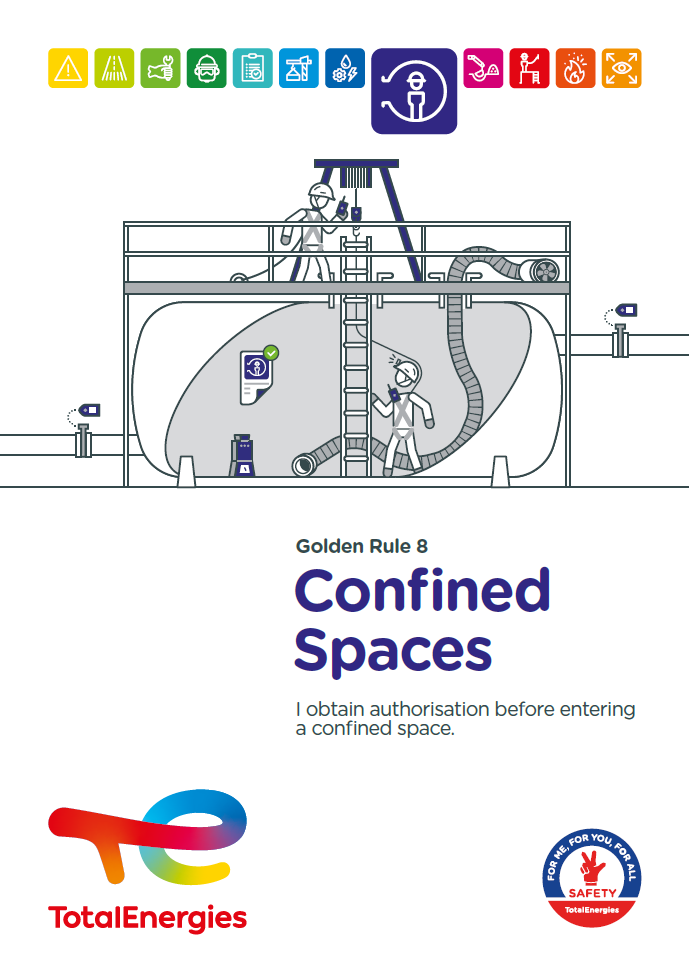 Golden Rule 8
Confined
Spaces
I obtain authorisation before entering
a confined space.
TotalEnergies
FOR ME, FOR YOU, FOR ALL
SAFETY
TotalEnergies